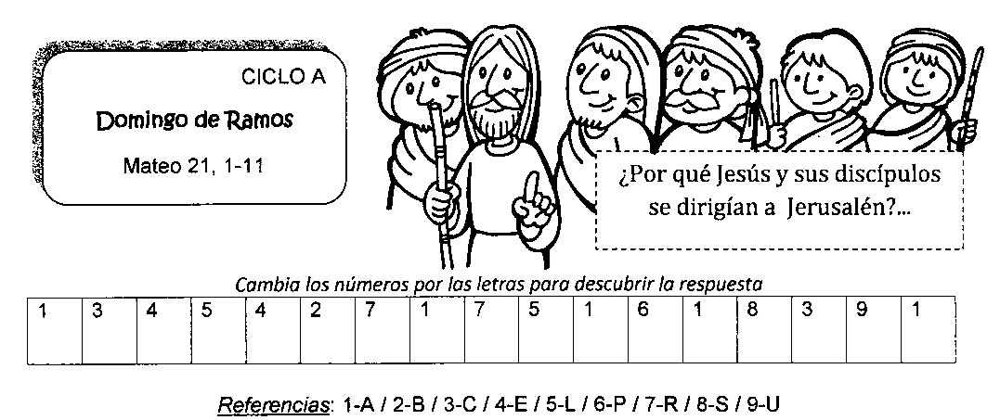 CICLO A
Domingo de Ramos
Mateo 21, 1-11
¿Por qué Jesús y sus discípulos
se dirigían a Jerusalén?...
Cambia los números por las letras para descubrir la respuesta
1 3 4 5 4 2 7 1 7 5 1 6 1 8 3 9 1
Referencias: 1-A / 2-B / 3-C / 4-E / 5-L / 6-P / 7-R / 8-S / 9-U